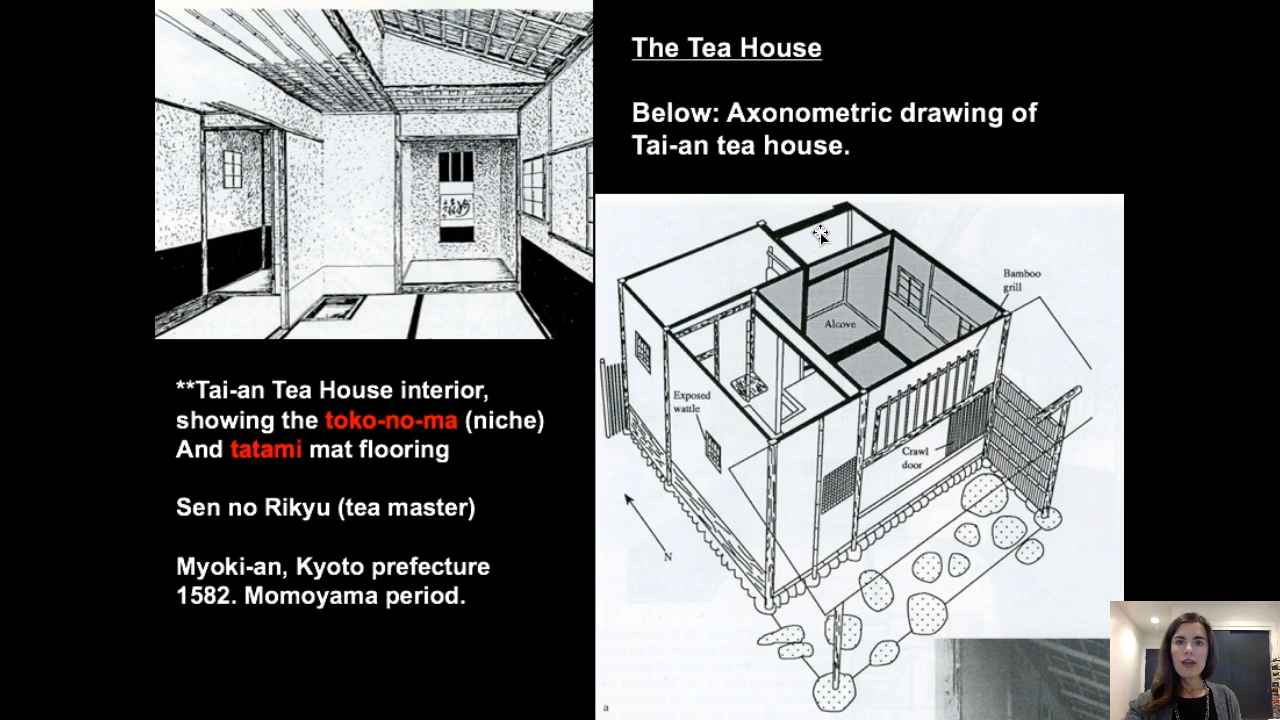 The Tea House
Below: Axonometric drawing of
Tai-an tea house.
**Tai-an Tea House interior,
showing the toko-no-ma (niche)
And tatami mat flooring
Sen no Rikyu (tea master)
Myoki-an, Kyoto prefecture
1582. Momoyama period.
Bamboo
grill
Alcove
Exposed
wattle
Crawl
door
N
a